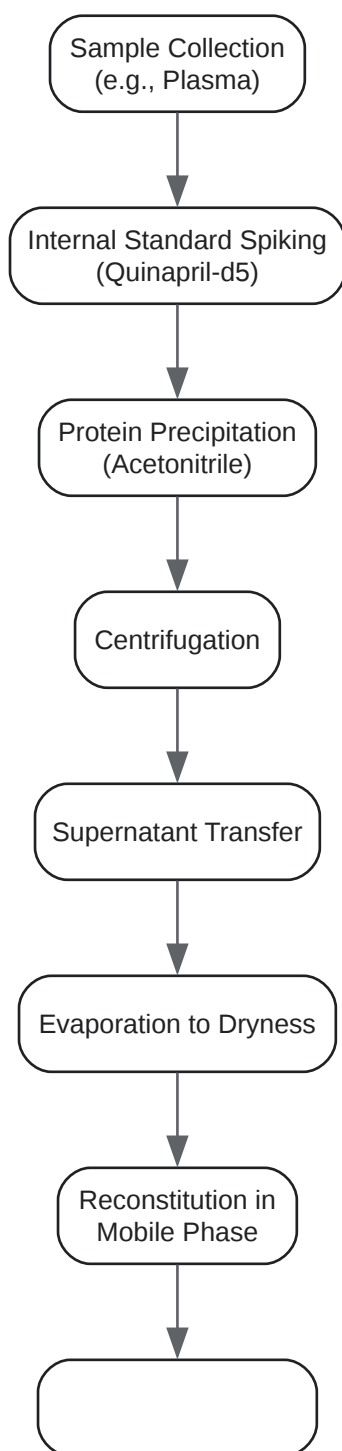 Sample Collection
(e.g., Plasma)
Internal Standard Spiking
(Quinapril-d5)
Protein Precipitation
(Acetonitrile)
Centrifugation
Supernatant Transfer
Evaporation to Dryness
Reconstitution in
Mobile Phase